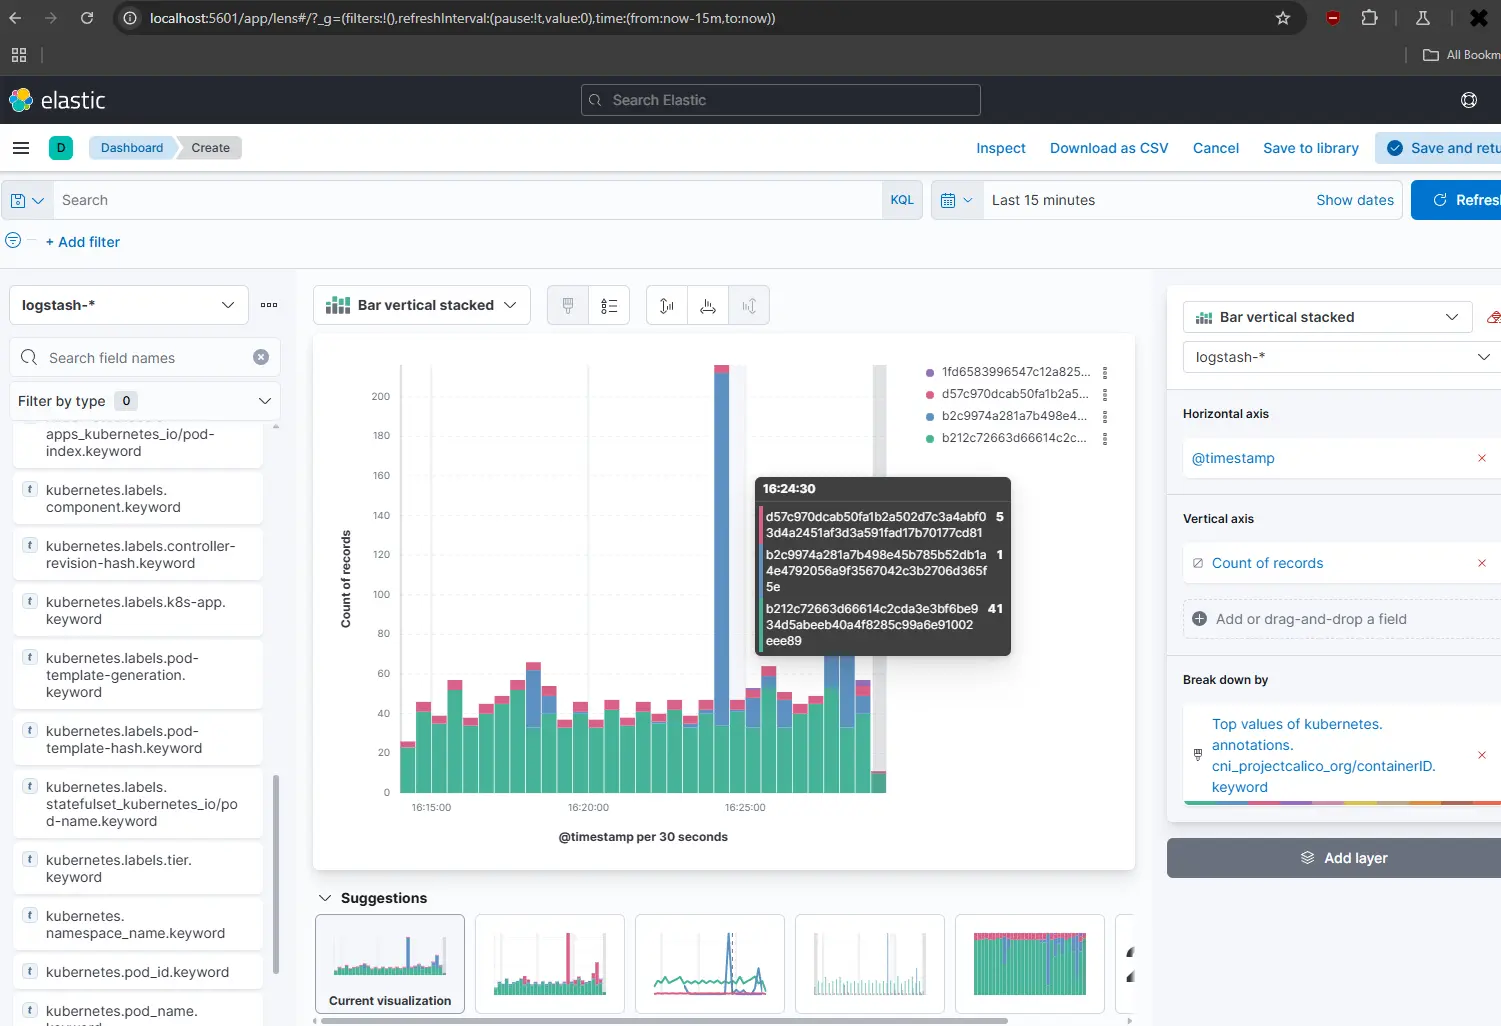 localhost:5601/app/lens#/?_g=(filters:!(),refreshInterval:(pause:!t,value:0),time:(from:now-15m,to:now))
All Bookm
elastic
Search Elastic
D
Dashboard
Create
Inspect
Download as CSV
Cancel
Save to library
Save and retu
Search
KQL
Last 15 minutes
Show dates
Refres
+ Add filter
logstash-*
Search field names
Filter by type 0
apps_kubernetes_io/pod-
index.keyword
t kubernetes.labels.
component.keyword
t kubernetes.labels.controller-
revision-hash.keyword
t kubernetes.labels.k8s-app.
keyword
t kubernetes.labels.pod-
template-generation.
keyword
t kubernetes.labels.pod-
template-hash.keyword
t kubernetes.labels.
statefulset_kubernetes_io/po
d-name.keyword
t kubernetes.labels.tier.
keyword
t kubernetes.
namespace_name.keyword
t kubernetes.pod_id.keyword
t kubernetes.pod_name.
Bar vertical stacked
200
180
160
140
120
100
80
60
40
20
0
Count of records
16:15:00
16:20:00
16:25:00
@timestamp per 30 seconds
1fd6583996547c12a825...
d57c970dcab50fa1b2a5...
b2c9974a281a7b498e4...
b212c72663d66614c2c...
16:24:30
d57c970dcab50fa1b2a502d7c3a4abf0 5
3d4a2451af3d3a591fad17b70177cd81
b2c9974a281a7b498e45b785b52db1a 1
4e4792056a9f3567042c3b2706d365f
5e
b212c72663d66614c2cda3e3bf6be9 41
34d5abeeb40a4f8285c99a6e91002
eee89
Suggestions
Current visualization
Bar vertical stacked
logstash-*
Horizontal axis
@timestamp
Vertical axis
Count of records
Add or drag-and-drop a field
Break down by
Top values of kubernetes.
annotations.
cni_projectcalico_org/containerID.
keyword
Add layer